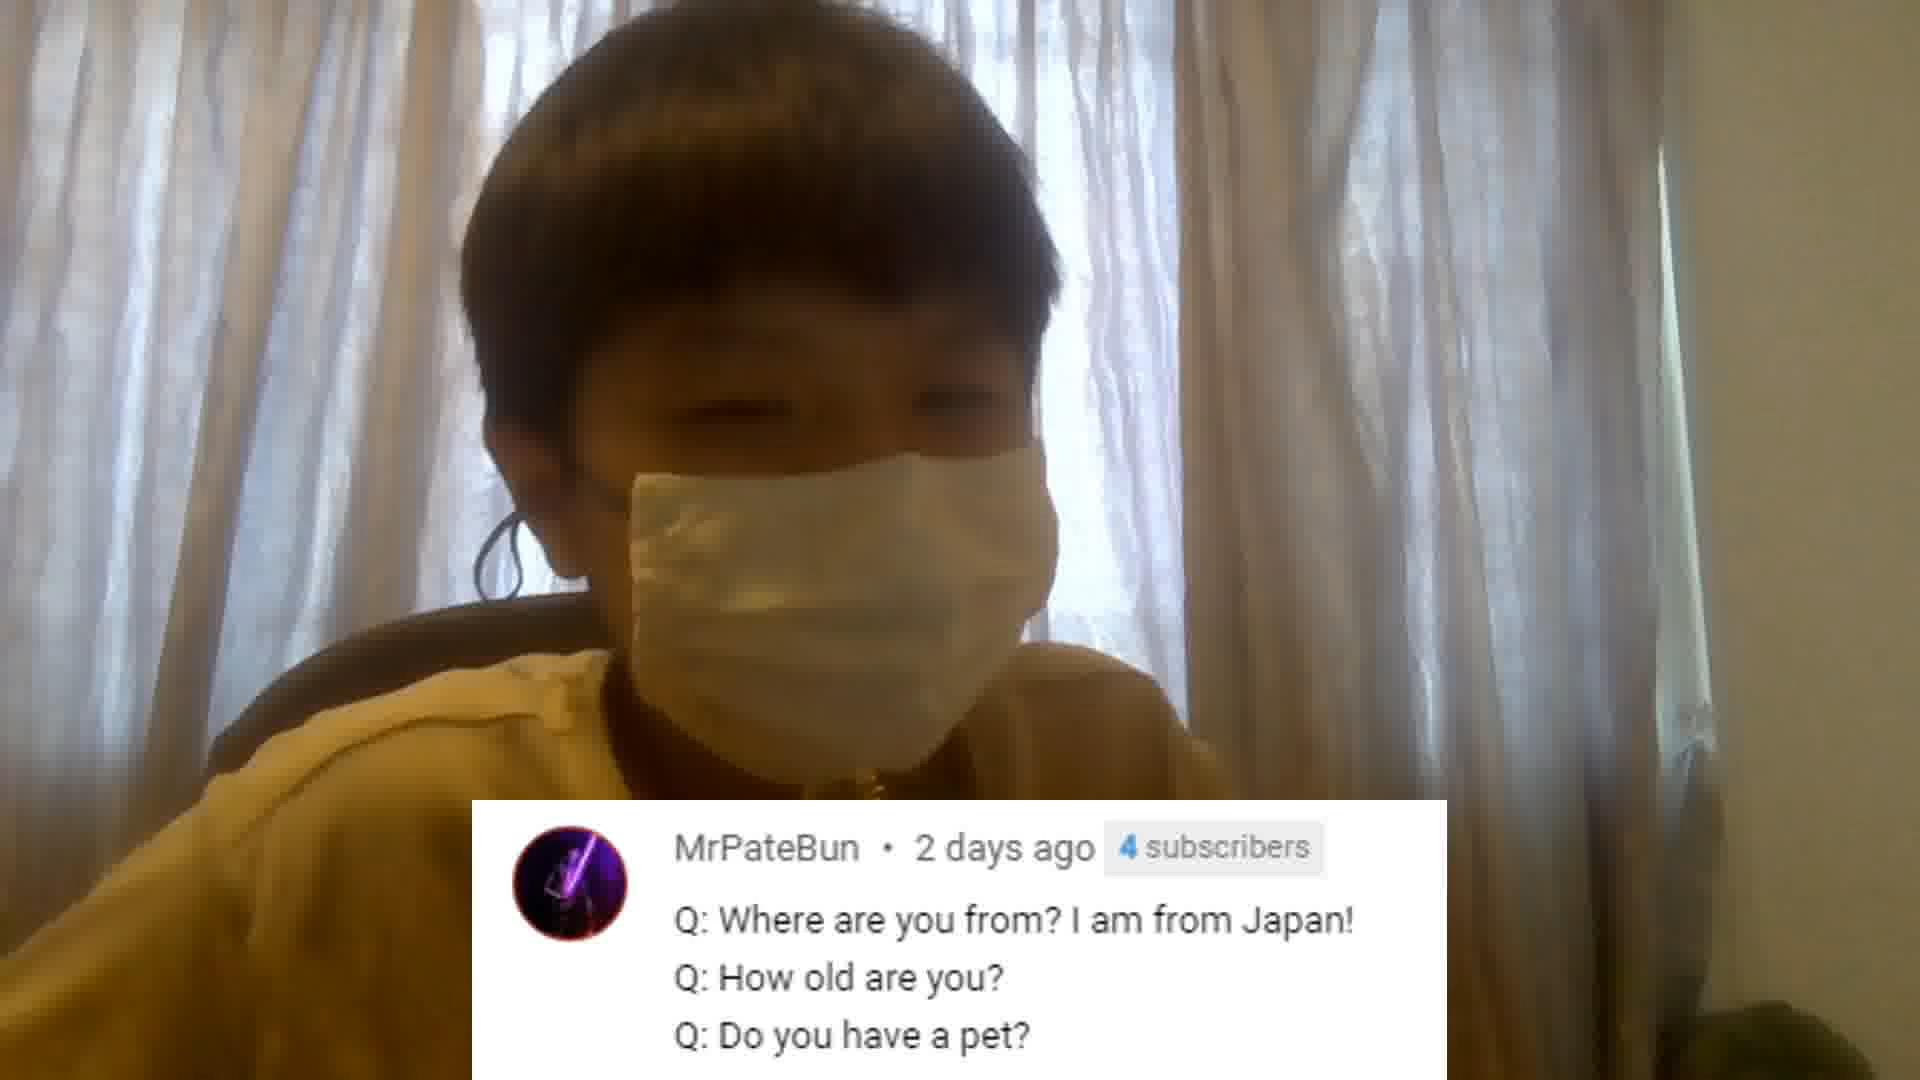 MrPateBun • 2 days ago 4 subscribers
Q: Where are you from? I am from Japan!
Q: How old are you?
Q: Do you have a pet?